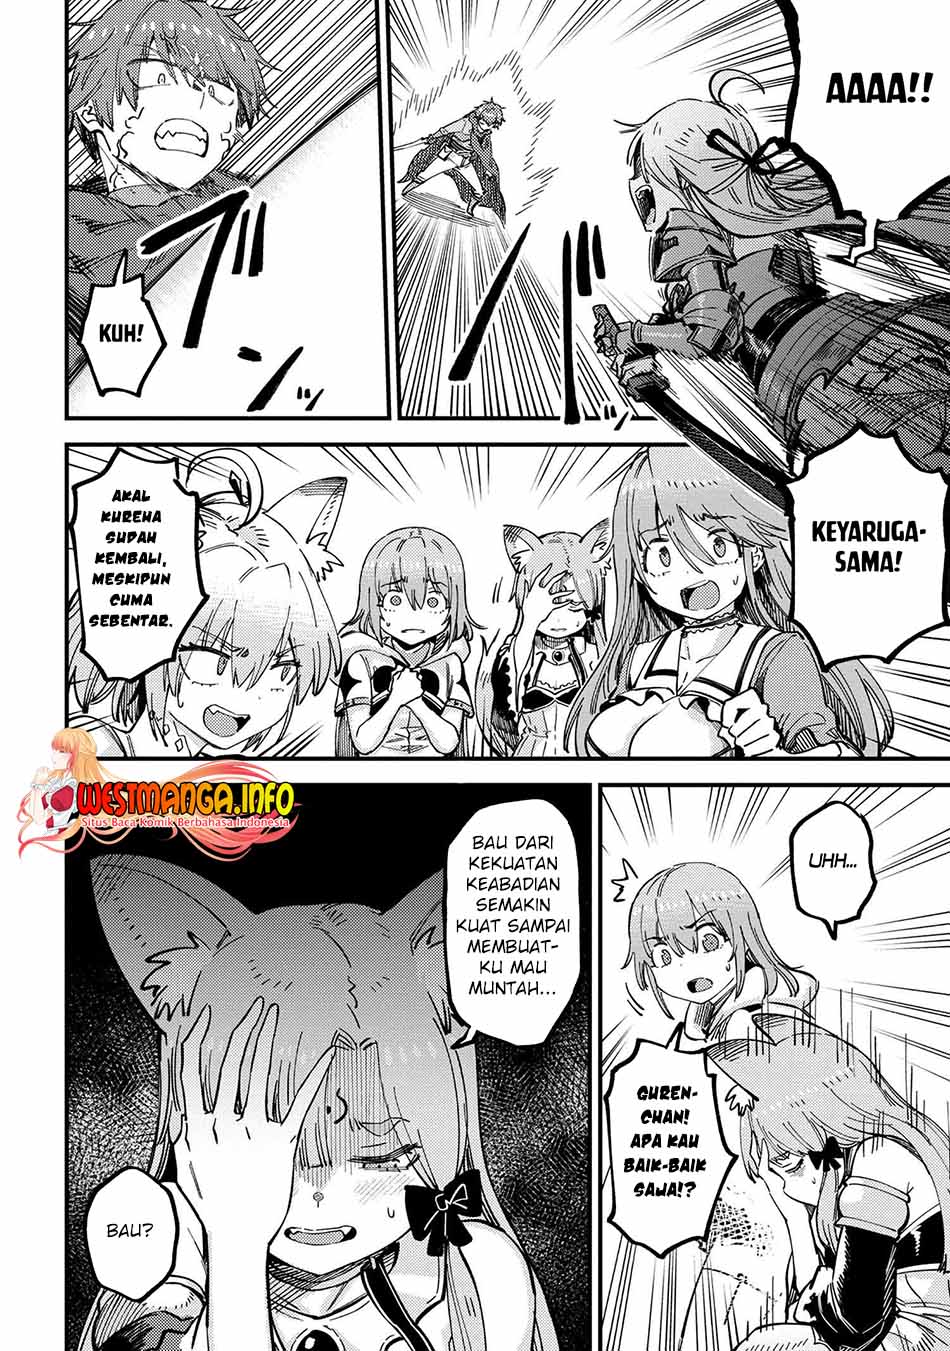 AAAA!!
KUH!
KEYARUGA-
SAMA!
AKAL
KUREHA
SUDAH
KEMBALI,
MESKIPUN
CUMA
SEBENTAR.
UHH...
GUREN-
CHAN!
APA KAU
BAIK-BAIK
SAJA!?
BAU DARI
KEKUATAN
KEABADIAN
SEMAKIN
KUAT SAMPAI
MEMBUAT-
KU MAU
MUNTAH...
BAU?
WESTMANGA.INFO
Situs Baca Komik Berbahasa Indonesia